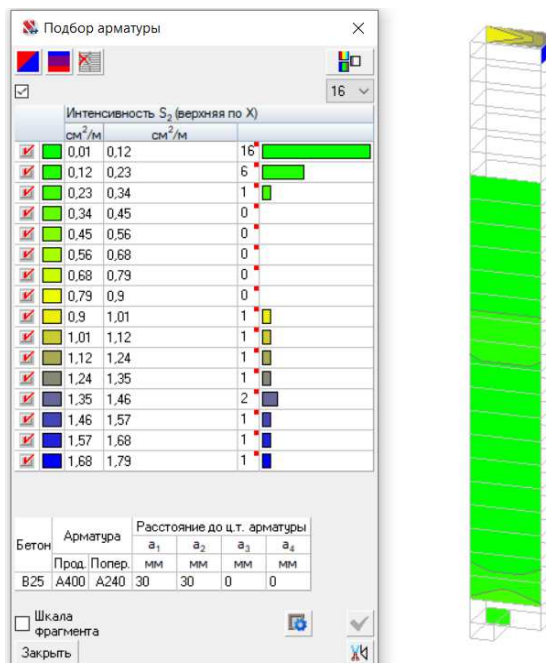 Подбор арматуры
16
Интенсивность S2 (верхняя по X)
см2/м см2/м
0,01 0,12 16
0,12 0,23 6
0,23 0,34 1
0,34 0,45 0
0,45 0,56 0
0,56 0,68 0
0,68 0,79 0
0,79 0,9 0
0,9 1,01 1
1,01 1,12 1
1,12 1,24 1
1,24 1,35 1
1,35 1,46 2
1,46 1,57 1
1,57 1,68 1
1,68 1,79 1
Бетон Арматура Расстояние до ц.т. арматуры
a1 a2 a3 a4
Прод. Попер. мм мм мм мм
B25 A400 A240 30 30 0 0
Шкала
фрагмента
Закрыть